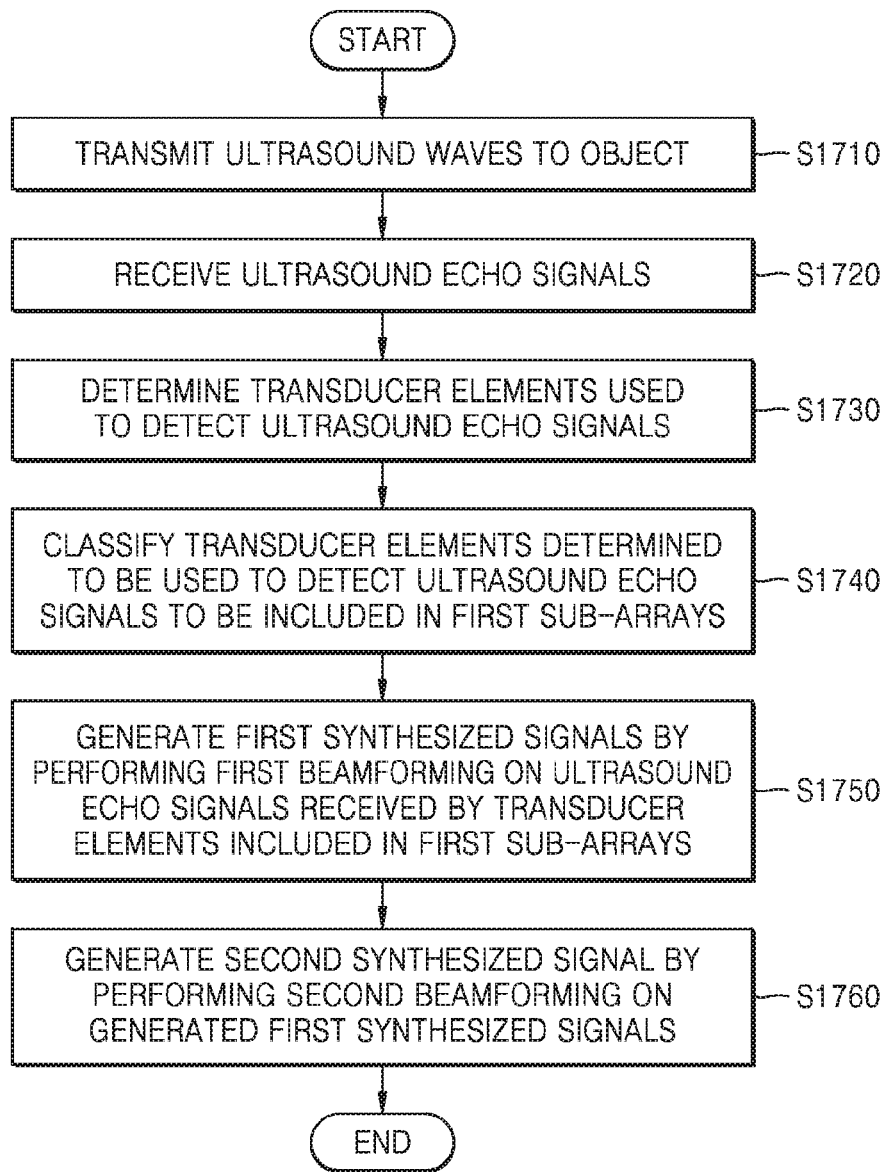 START
TRANSMIT ULTRASOUND WAVES TO OBJECT
S1710
RECEIVE ULTRASOUND ECHO SIGNALS
S1720
DETERMINE TRANSDUCER ELEMENTS USED
TO DETECT ULTRASOUND ECHO SIGNALS
S1730
CLASSIFY TRANSDUCER ELEMENTS DETERMINED
TO BE USED TO DETECT ULTRASOUND ECHO
SIGNALS TO BE INCLUDED IN FIRST SUB-ARRAYS
S1740
GENERATE FIRST SYNTHESIZED SIGNALS BY
PERFORMING FIRST BEAMFORMING ON ULTRASOUND
ECHO SIGNALS RECEIVED BY TRANSDUCER
ELEMENTS INCLUDED IN FIRST SUB-ARRAYS
S1750
GENERATE SECOND SYNTHESIZED SIGNAL BY
PERFORMING SECOND BEAMFORMING ON
GENERATED FIRST SYNTHESIZED SIGNALS
S1760
END